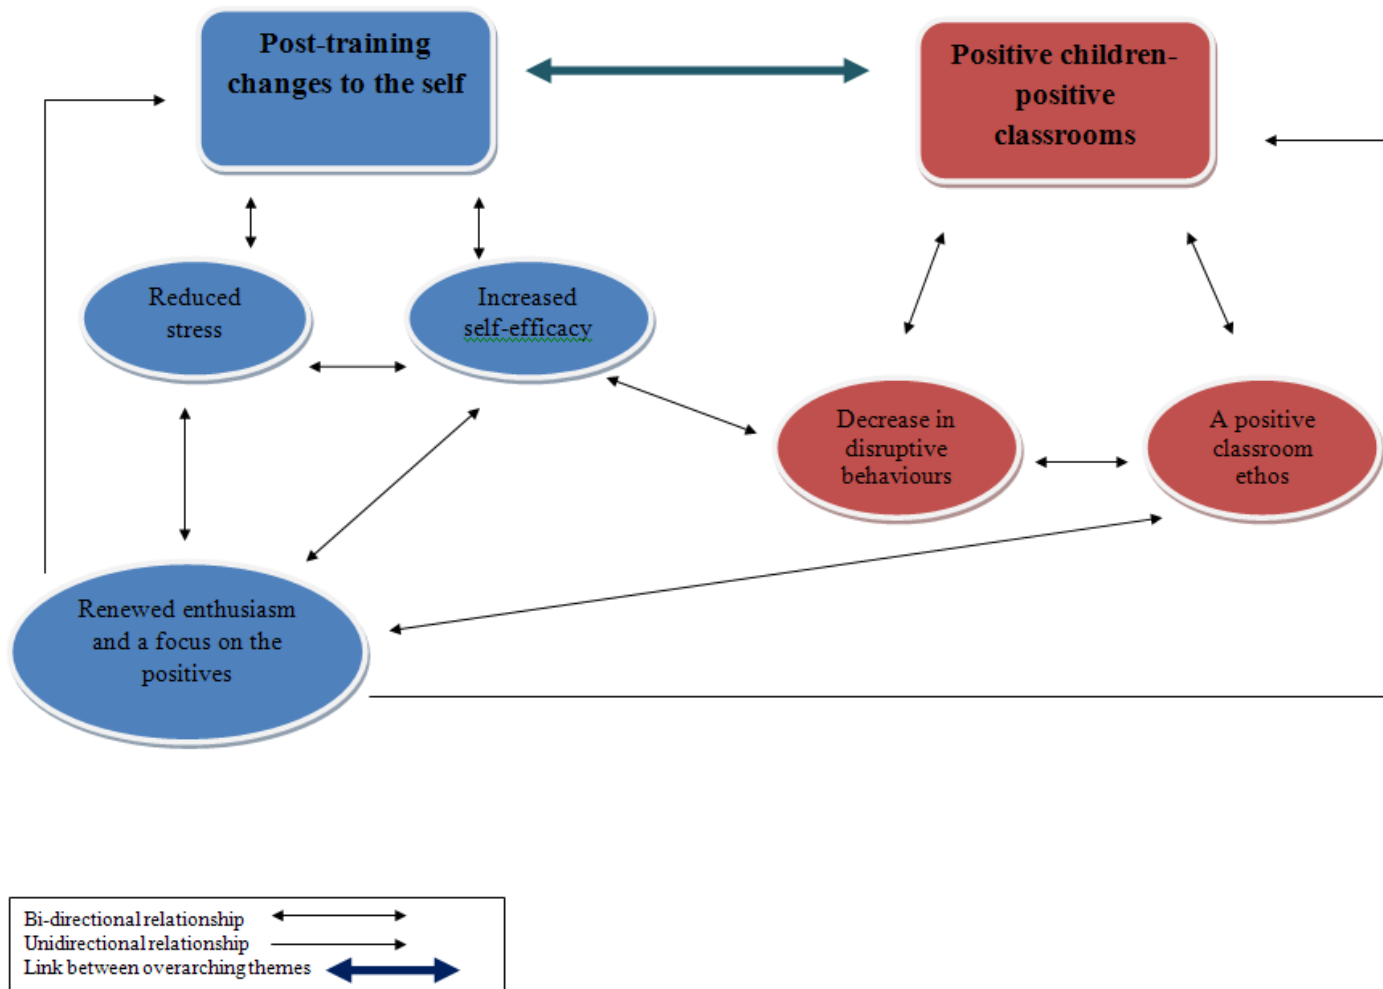 Post-training
changes to the self
Positive children-
positive
classrooms
Reduced
stress
Increased
self-efficacy
Decrease in
disruptive
behaviours
A positive
classroom
ethos
Renewed enthusiasm
and a focus on the
positives
Bi-directional relationship
Unidirectional relationship
Link between overarching themes